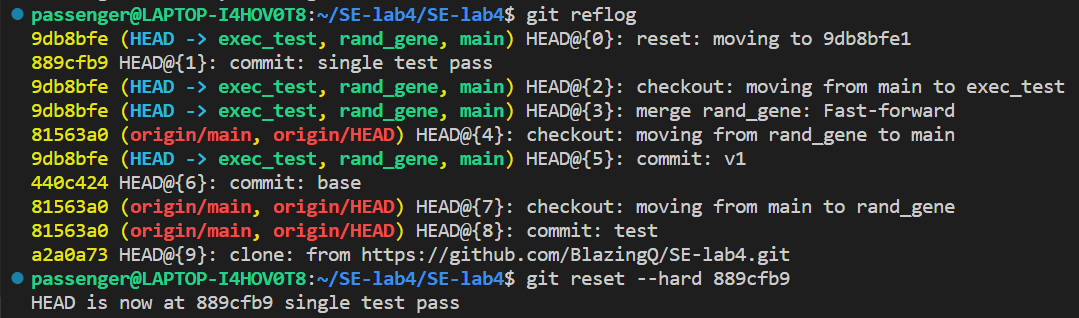 passenger@LAPTOP-I4HOV0T8:~/SE-lab4/SE-lab4$ git reflog
9db8bfe (HEAD -> exec_test, rand_gene, main) HEAD@{0}: reset: moving to 9db8bfe1
889cfb9 HEAD@{1}: commit: single test pass
9db8bfe (HEAD -> exec_test, rand_gene, main) HEAD@{2}: checkout: moving from main to exec_test
9db8bfe (HEAD -> exec_test, rand_gene, main) HEAD@{3}: merge rand_gene: Fast-forward
81563a0 (origin/main, origin/HEAD) HEAD@{4}: checkout: moving from rand_gene to main
9db8bfe (HEAD -> exec_test, rand_gene, main) HEAD@{5}: commit: v1
440c424 HEAD@{6}: commit: base
81563a0 (origin/main, origin/HEAD) HEAD@{7}: checkout: moving from main to rand_gene
81563a0 (origin/main, origin/HEAD) HEAD@{8}: commit: test
a2a0a73 HEAD@{9}: clone: from https://github.com/BlazingQ/SE-lab4.git
passenger@LAPTOP-I4HOV0T8:~/SE-lab4/SE-lab4$ git reset --hard 889cfb9
HEAD is now at 889cfb9 single test pass